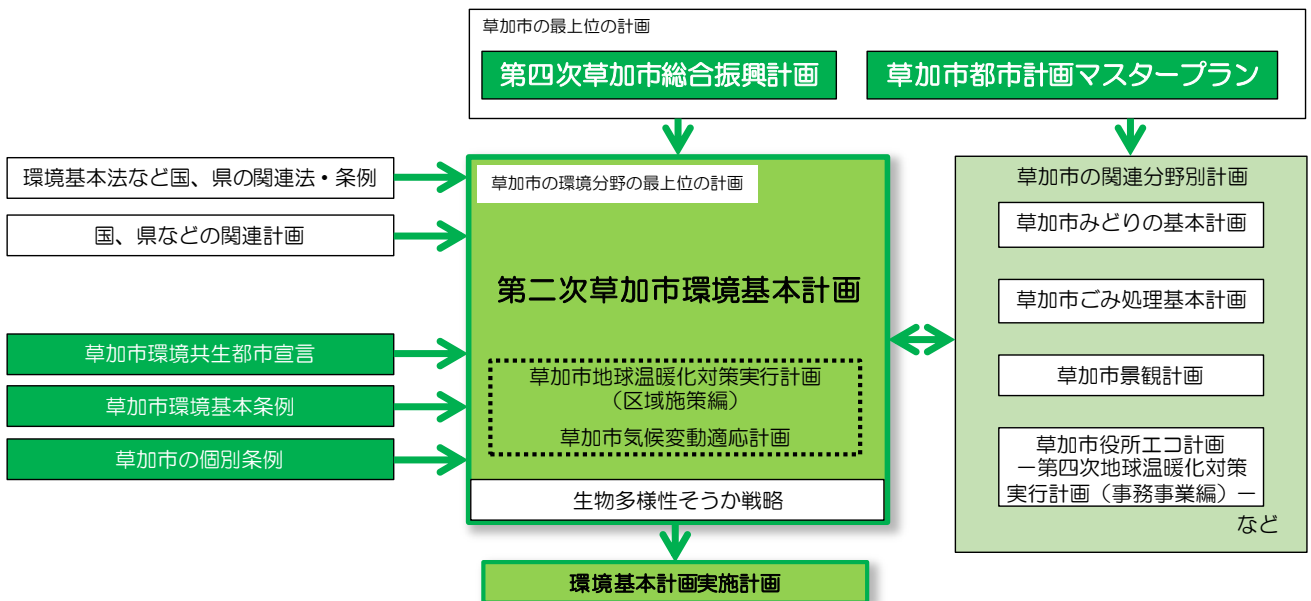 草加市の最上位の計画
第四次草加市総合振興計画
草加市都市計画マスタープラン
環境基本法など国、県の関連法・条例
国、県などの関連計画
草加市環境共生都市宣言
草加市環境基本条例
草加市の個別条例
草加市の環境分野の最上位の計画
第二次草加市環境基本計画
草加市地球温暖化対策実行計画
（区域施策編）
草加市気候変動適応計画
生物多様性そうか戦略
環境基本計画実施計画
草加市の関連分野別計画
草加市みどりの基本計画
草加市ごみ処理基本計画
草加市景観計画
草加市役所エコ計画
－第四次地球温暖化対策
実行計画（事務事業編）－
など